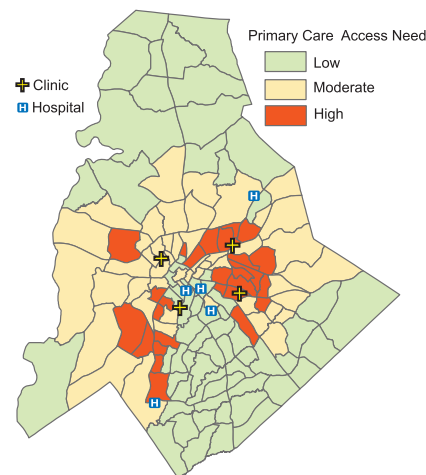 Primary Care Access Need
Low
Moderate
High
Clinic
H Hospital
H
H
H
H
H